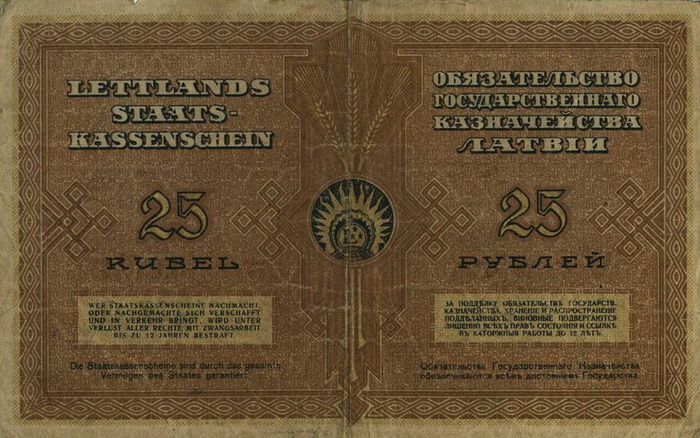 LETTLANDS
STAATS-
KASSENSCHEIN
25
RUBEL
WER STAATSKASSENSCHEINE NACHMACHT,
ODER NACHGEMACHTE SICH VERSCHAFFT
UND IN VERKEHR BRINGT, WIRD UNTER
VERLUST ALLER RECHTE MIT ZWANGSARBEIT
BIS ZU 12 JAHREN BESTRAFT.
Die Staatskassenscheine sind durch das gesamte
Vermögen des Staates garantiert.
ОБЯЗАТЕЛЬСТВО
ГОСУДАРСТВЕННАГО
КАЗНАЧЕЙСТВА
ЛАТВІЙ
25
РУБЛЕЙ
ЗА ПОДДѢЛКУ ОБЯЗАТЕЛЬСТВЪ ГОСУДАРСТВ.
КАЗНАЧЕЙСТВА, ХРАНЕНІЕ И РАСПРОСТРАНЕНІЕ
ПОДДѢЛАННЫХЪ, ВИНОВНЫЕ ПОДВЕРГАЮТСЯ
ЛИШЕНІЮ ВСѢХЪ ПРАВЪ СОСТОЯНІЯ И ССЫЛКѢ
ВЪ КАТОРЖНЫЯ РАБОТЫ ДО 12 ЛѢТЪ.
Обязательства Государственнаго Казначейства
обезпечиваются всѣмъ достояніемъ Государства.